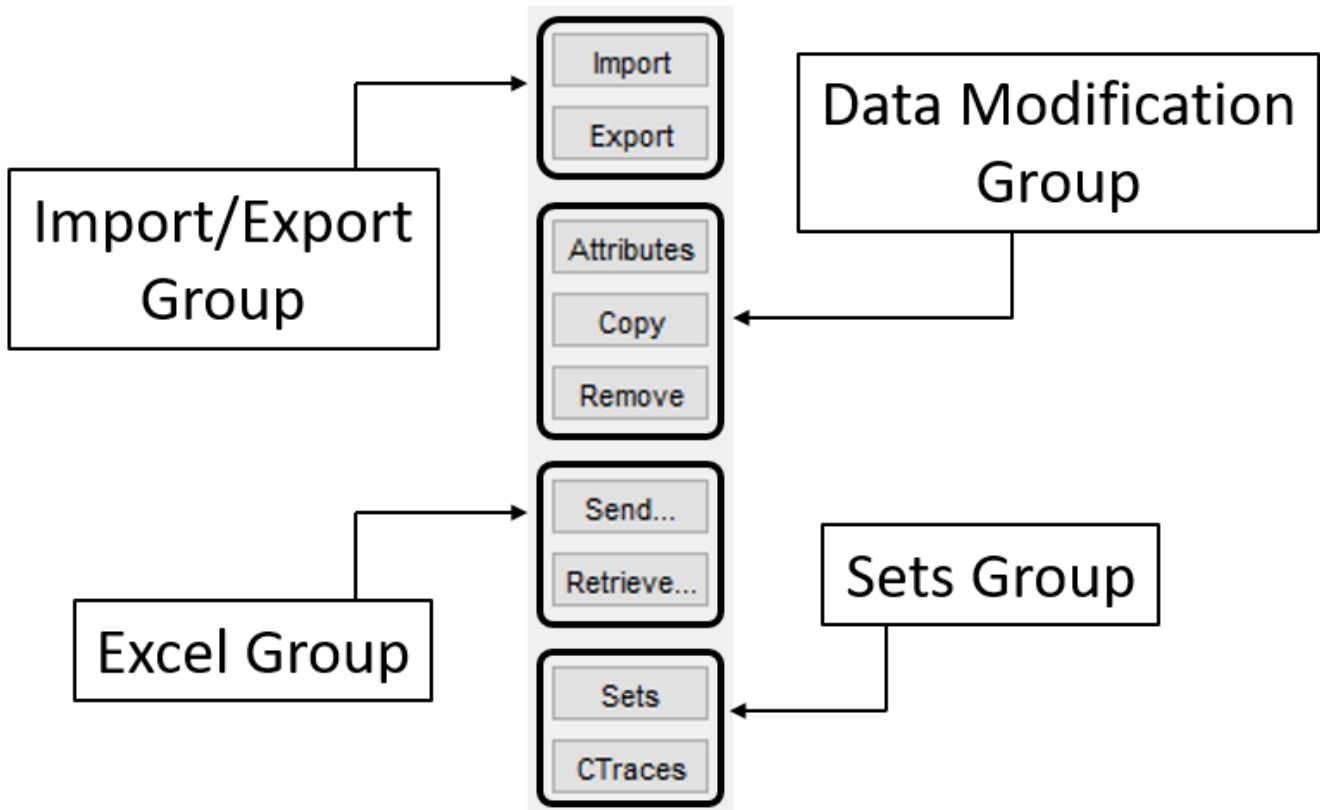 Import
Export
Import/Export
Group
Data Modification
Group
Attributes
Copy
Remove
Send...
Retrieve...
Excel Group
Sets Group
Sets
CTraces